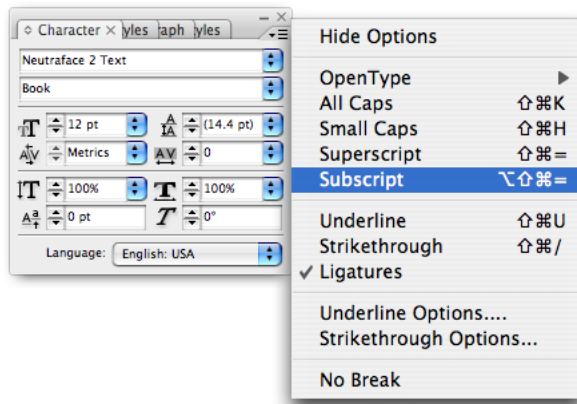 Character × yles raph yles
Neutraface 2 Text
Book
12 pt (14.4 pt)
Metrics 0
100% 100%
0 pt 0°
Language: English: USA
Hide Options
OpenType
All Caps ⇧⌘K
Small Caps ⇧⌘H
Superscript ⇧⌘=
Subscript ⌥⇧⌘=
Underline ⇧⌘U
Strikethrough ⇧⌘/
✓ Ligatures
Underline Options....
Strikethrough Options...
No Break